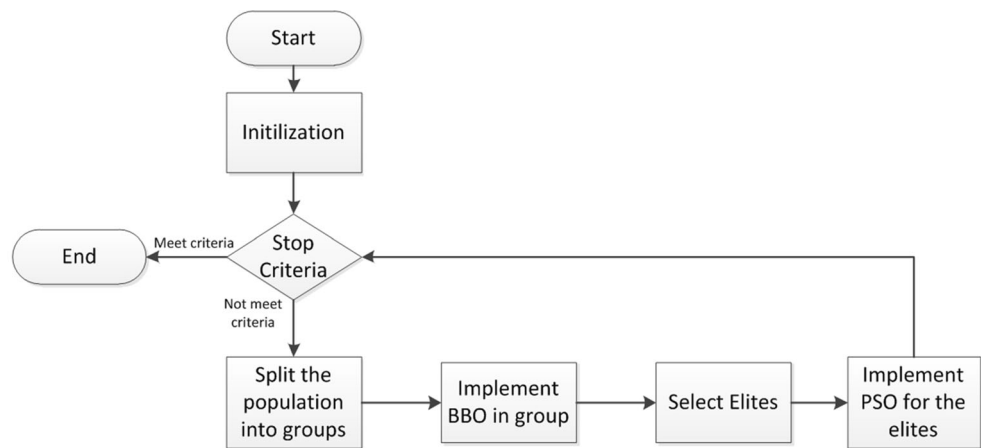 Start
Initilization
Stop
Criteria
Meet criteria
End
Not meet
criteria
Split the
population
into groups
Implement
BBO in group
Select Elites
Implement
PSO for the
elites